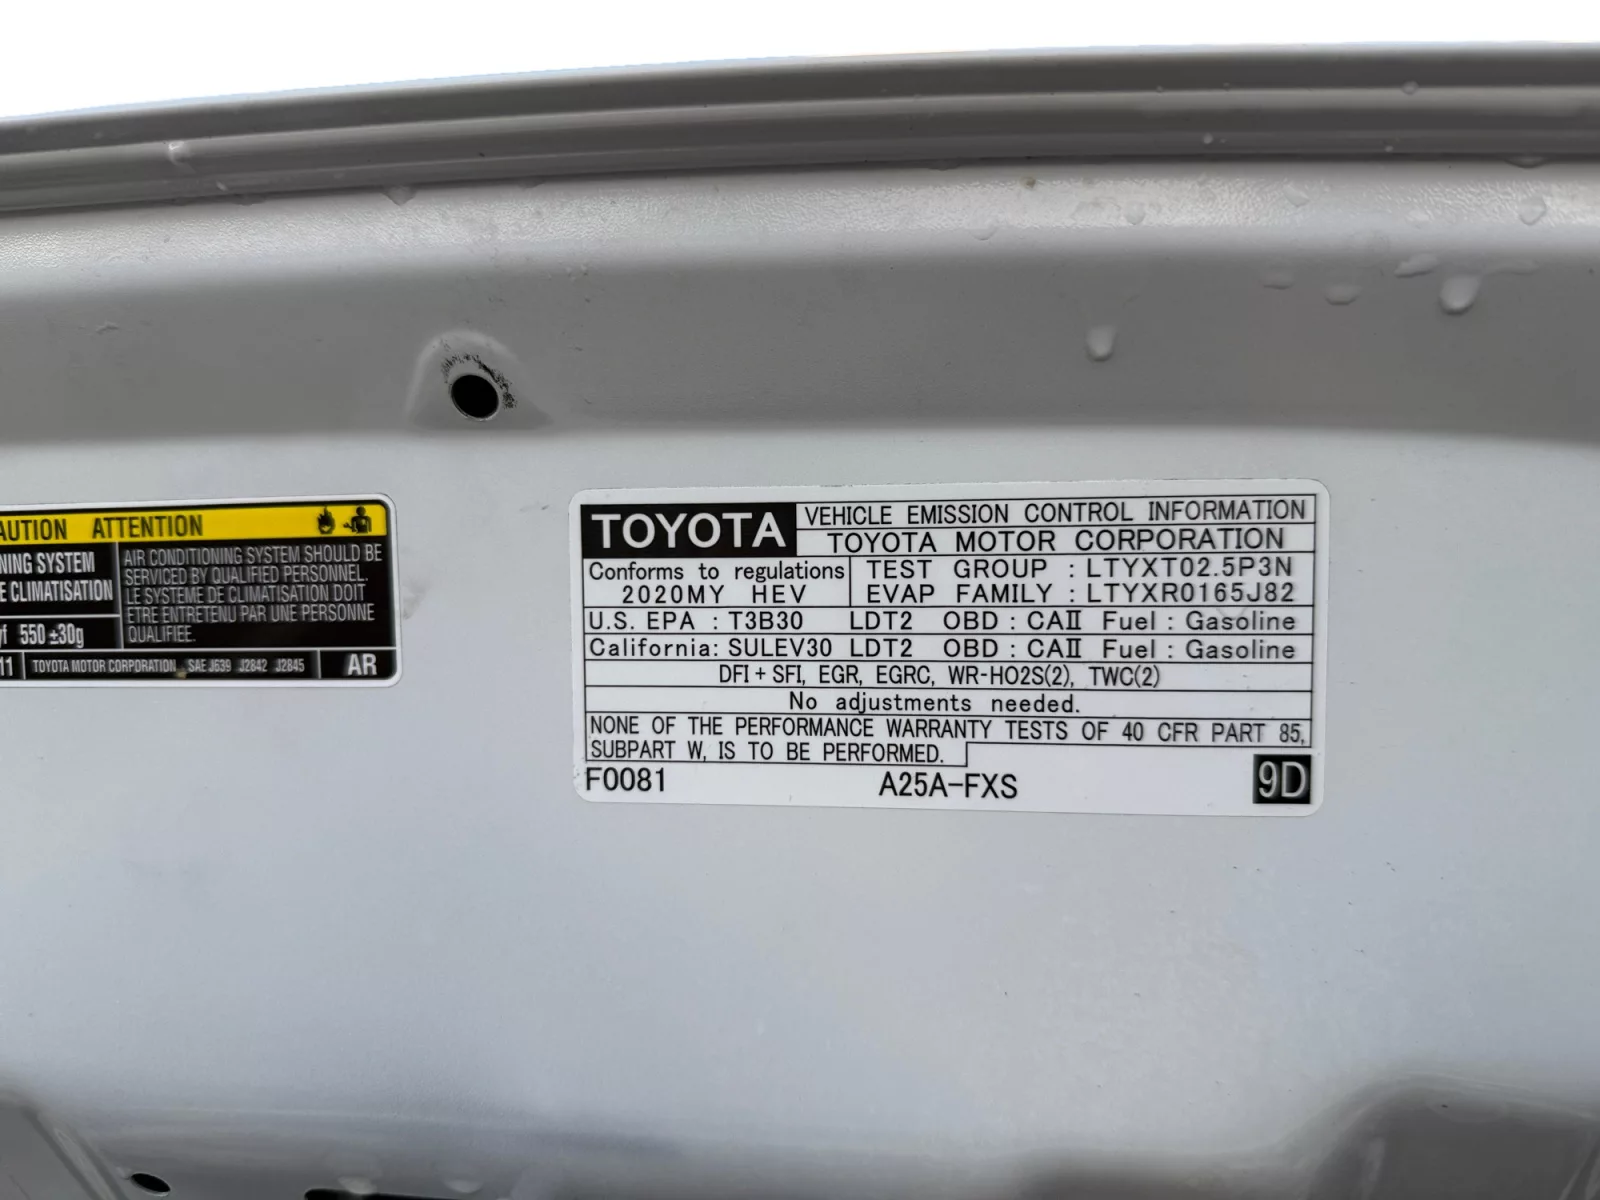 AUTION ATTENTION
NING SYSTEM
E CLIMATISATION
AIR CONDITIONING SYSTEM SHOULD BE
SERVICED BY QUALIFIED PERSONNEL.
LE SYSTEME DE CLIMATISATION DOIT
ETRE ENTRETENU PAR UNE PERSONNE
QUALIFIEE.
yf 550 ±30g
11 TOYOTA MOTOR CORPORATION SAE J639 J2842 J2845 AR
TOYOTA
VEHICLE EMISSION CONTROL INFORMATION
TOYOTA MOTOR CORPORATION
Conforms to regulations
2020MY HEV
TEST GROUP : LTYXT02.5P3N
EVAP FAMILY : LTYXR0165J82
U.S. EPA : T3B30 LDT2 OBD : CAII Fuel : Gasoline
California: SULEV30 LDT2 OBD : CAII Fuel : Gasoline
DFI + SFI, EGR, EGRC, WR-HO2S(2), TWC(2)
No adjustments needed.
NONE OF THE PERFORMANCE WARRANTY TESTS OF 40 CFR PART 85,
SUBPART W, IS TO BE PERFORMED.
F0081 A25A-FXS 9D